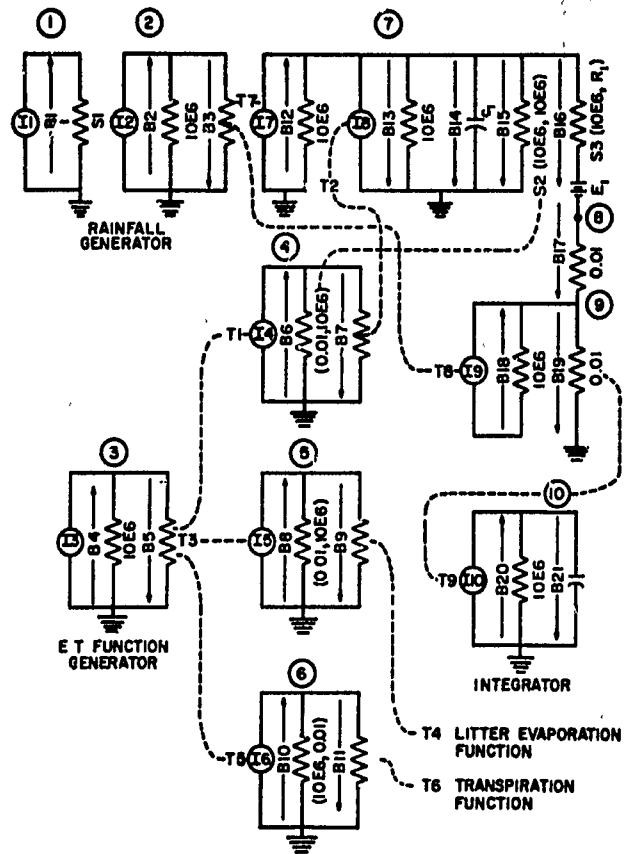 1
2
7
I1
B1
S1
I2
B2
10E6
B3
T7
I7
B12
10E6
I8
B13
10E6
B14
C1
B15
S2 (10E6, 10E6)
B16
S3 (10E6, R1)
E1
8
RAINFALL
GENERATOR
T2
4
B17
0.01
9
T1
I4
B6
(0.01, 10E6)
B7
T8
I9
B18
10E6
B19
0.01
3
5
10
I3
B4
10E6
B5
T3
I5
B8
(0.01, 10E6)
B9
T9
I10
B20
10E6
B21
E T FUNCTION
GENERATOR
INTEGRATOR
6
T5
I6
B10
(10E6, 0.01)
B11
T4 LITTER EVAPORATION
FUNCTION
T6 TRANSPIRATION
FUNCTION